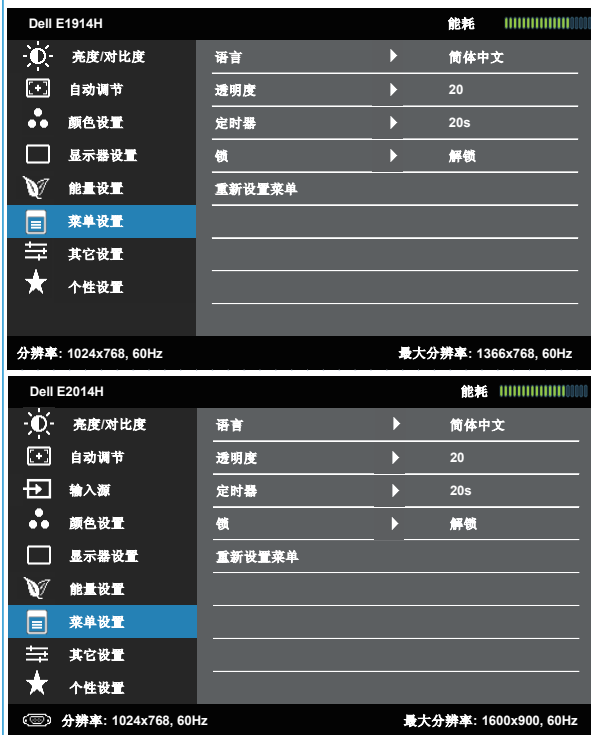 Dell E1914H 能耗
亮度/对比度 语言 简体中文
自动调节 透明度 20
颜色设置 定时器 20s
显示器设置 锁 解锁
能量设置 重新设置菜单
菜单设置
其它设置
个性设置
分辨率: 1024x768, 60Hz 最大分辨率: 1366x768, 60Hz
Dell E2014H 能耗
亮度/对比度 语言 简体中文
自动调节 透明度 20
输入源 定时器 20s
颜色设置 锁 解锁
显示器设置 重新设置菜单
能量设置
菜单设置
其它设置
个性设置
分辨率: 1024x768, 60Hz 最大分辨率: 1600x900, 60Hz